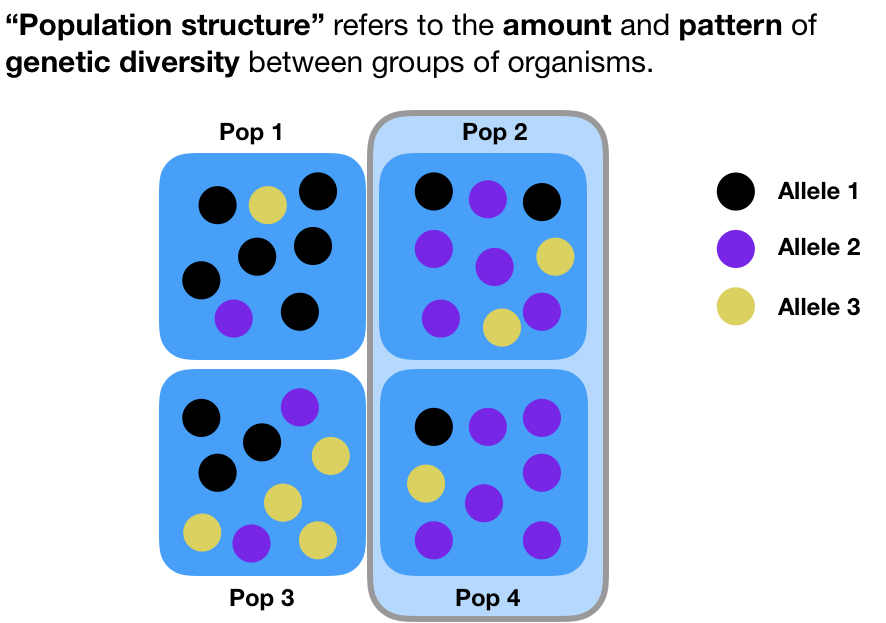 “Population structure” refers to the amount and pattern of
genetic diversity between groups of organisms.
Pop 1
Pop 2
Allele 1
Allele 2
Allele 3
Pop 3
Pop 4